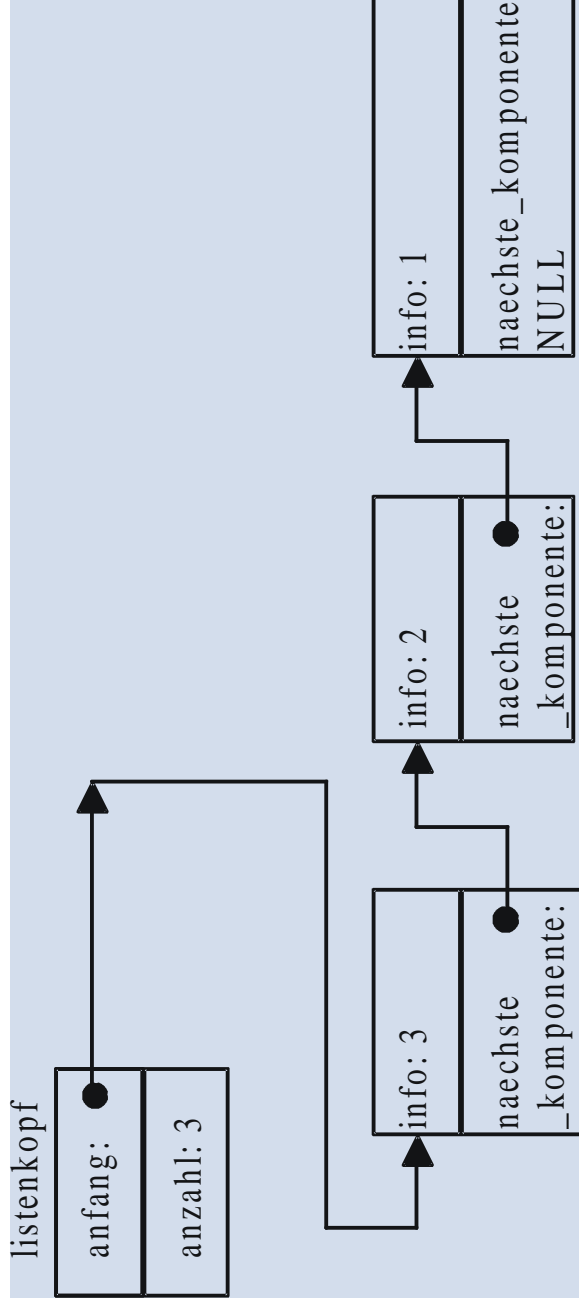 listenkopf
anfang:
anzahl: 3
info: 3
naechste
_komponente:
info: 2
naechste
_komponente:
info: 1
naechste_komponente
NULL